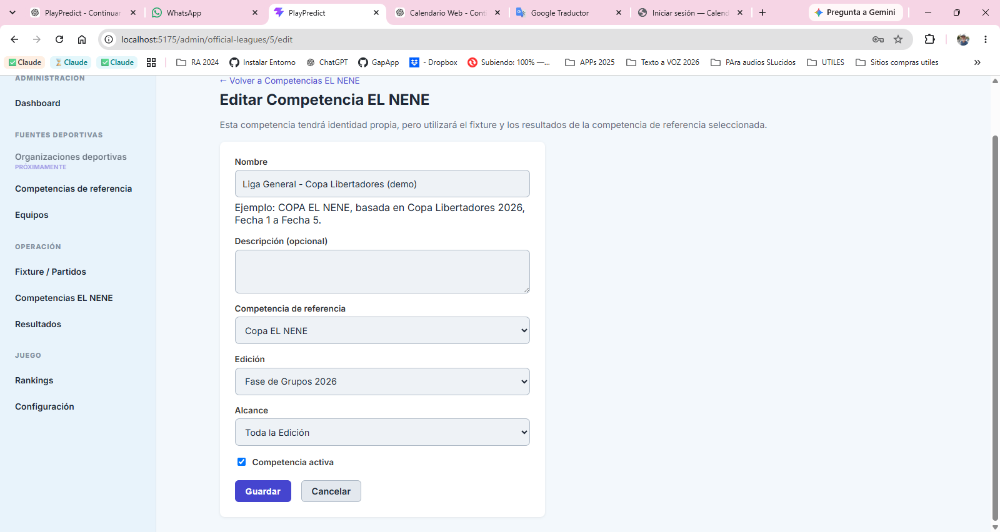 PlayPredict - Continuar
WhatsApp
PlayPredict
Calendario Web - Conti
Google Traductor
Iniciar sesión — Calend
Pregunta a Gemini
localhost:5175/admin/official-leagues/5/edit
Claude
Claude
Claude
RA 2024
Instalar Entorno
ChatGPT
GapApp
- Dropbox
Subiendo: 100% —...
APPs 2025
Texto a VOZ 2026
PAra audios SLucidos
UTILES
Sitios compras utiles
ADMINISTRACIÓN
Dashboard
FUENTES DEPORTIVAS
Organizaciones deportivas
PRÓXIMAMENTE
Competencias de referencia
Equipos
OPERACIÓN
Fixture / Partidos
Competencias EL NENE
Resultados
JUEGO
Rankings
Configuración
← Volver a Competencias EL NENE
Editar Competencia EL NENE
Esta competencia tendrá identidad propia, pero utilizará el fixture y los resultados de la competencia de referencia seleccionada.
Nombre
Liga General - Copa Libertadores (demo)
Ejemplo: COPA EL NENE, basada en Copa Libertadores 2026,
Fecha 1 a Fecha 5.
Descripción (opcional)
Competencia de referencia
Copa EL NENE
Edición
Fase de Grupos 2026
Alcance
Toda la Edición
Competencia activa
Guardar
Cancelar